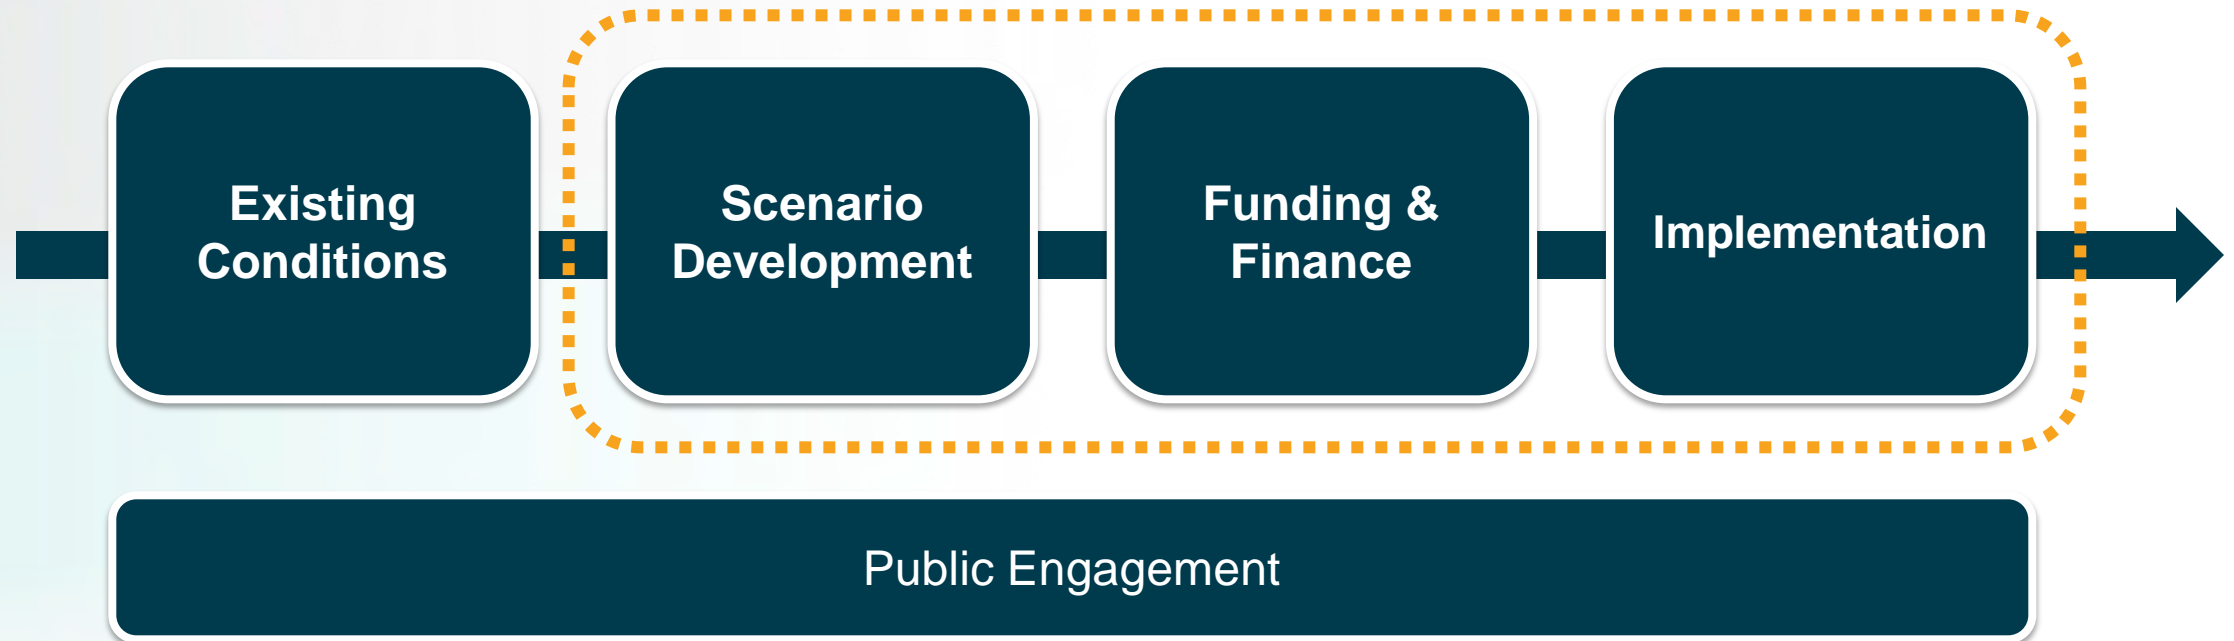 Existing
Conditions
Scenario
Development
Funding &
Finance
Implementation
Public Engagement